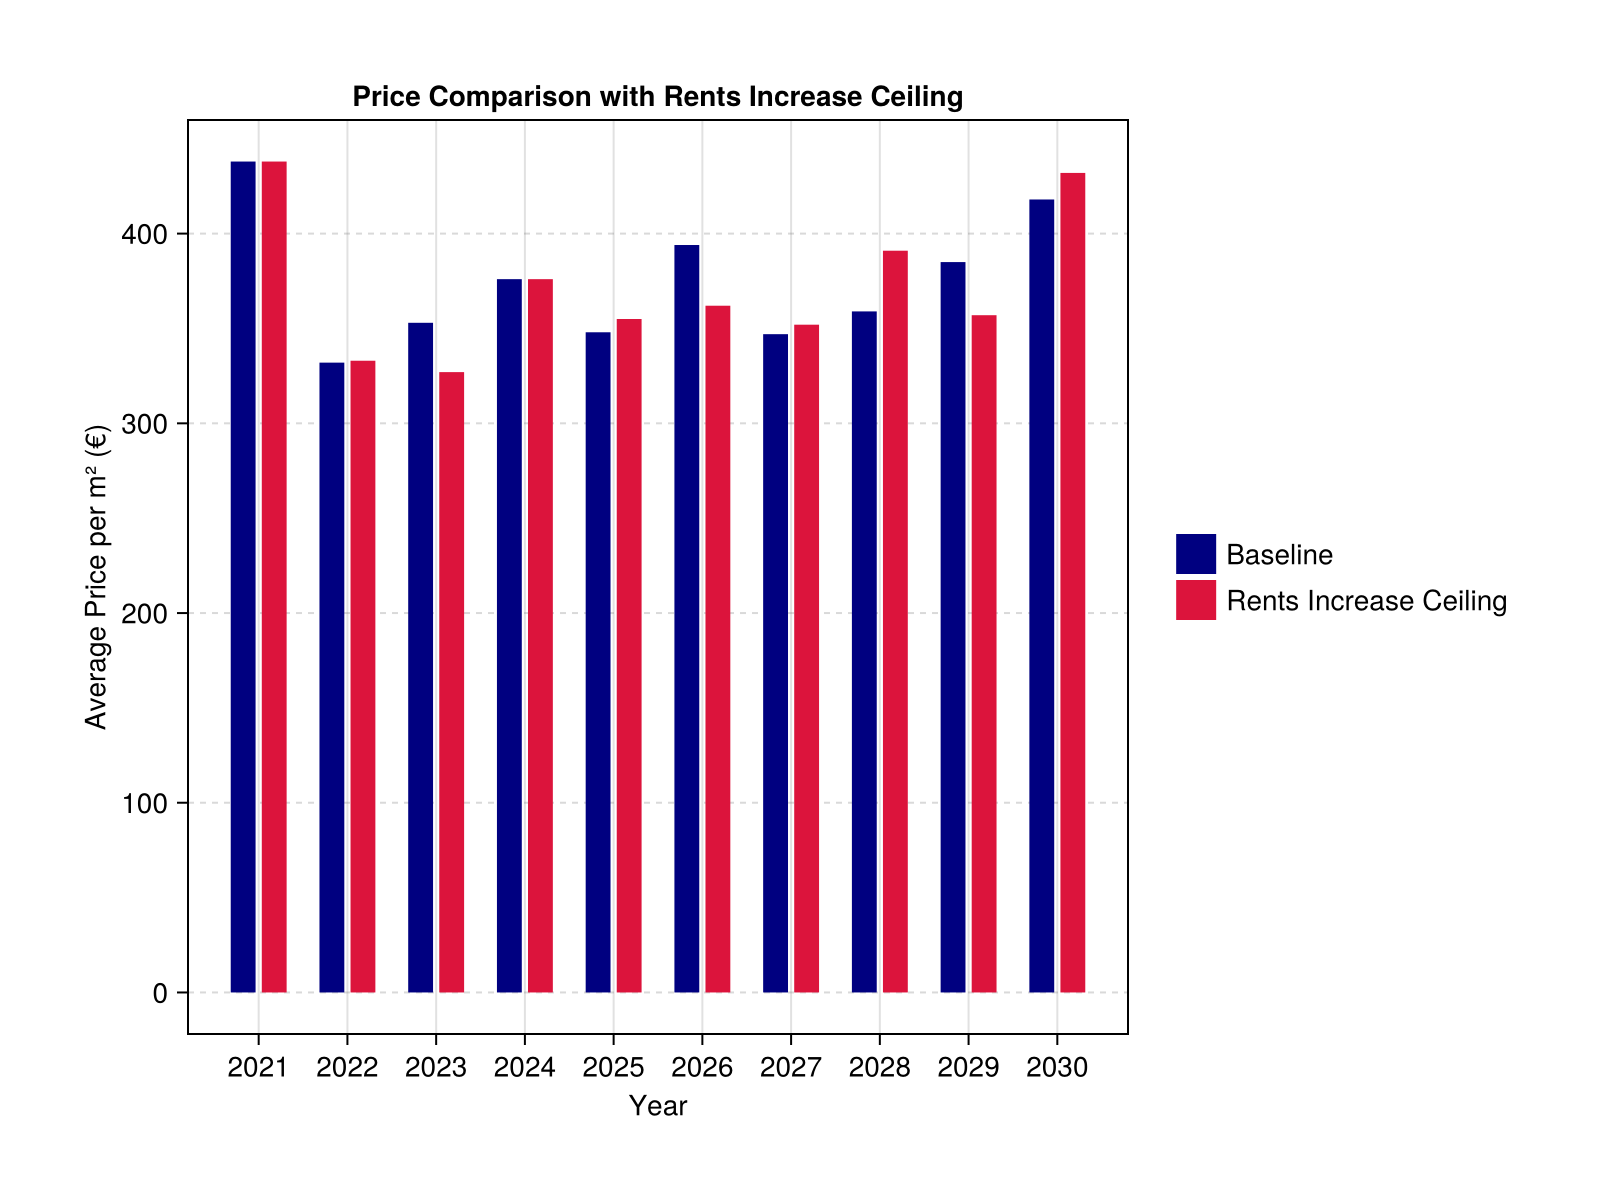 Price Comparison with Rents Increase Ceiling
Average Price per m² (€)
400
300
200
100
0
2021 2022 2023 2024 2025 2026 2027 2028 2029 2030
Year
Baseline
Rents Increase Ceiling